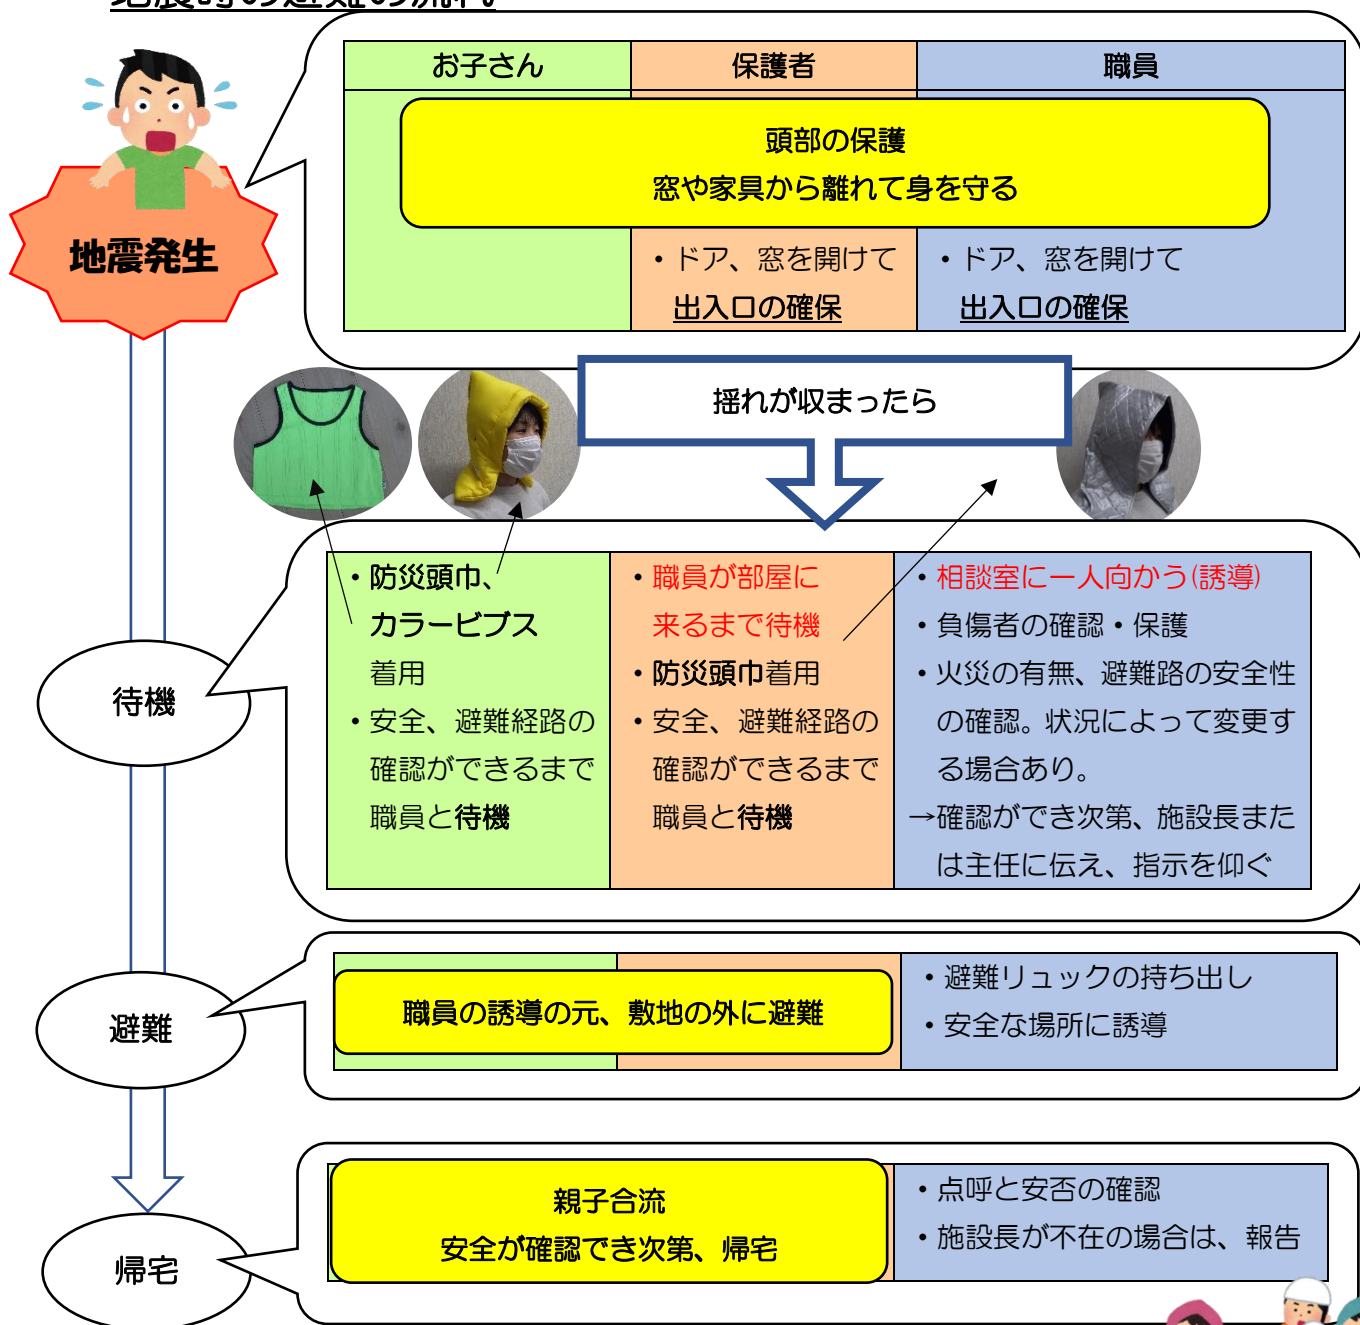 地震時の避難の流れ
お子さん
保護者
職員
頭部の保護
窓や家具から離れて身を守る
・ドア、窓を開けて
出入口の確保
・ドア、窓を開けて
出入口の確保
地震発生
揺れが収まったら
待機
・防災頭巾、
カラービブス
着用
・安全、避難経路の
確認ができるまで
職員と待機
・職員が部屋に
来るまで待機
・防災頭巾着用
・安全、避難経路の
確認ができるまで
職員と待機
・相談室に一人向かう(誘導)
・負傷者の確認・保護
・火災の有無、避難路の安全性
の確認。状況によって変更す
る場合あり。
→確認ができ次第、施設長また
は主任に伝え、指示を仰ぐ
避難
職員の誘導の元、敷地の外に避難
・避難リュックの持ち出し
・安全な場所に誘導
帰宅
親子合流
安全が確認でき次第、帰宅
・点呼と安否の確認
・施設長が不在の場合は、報告